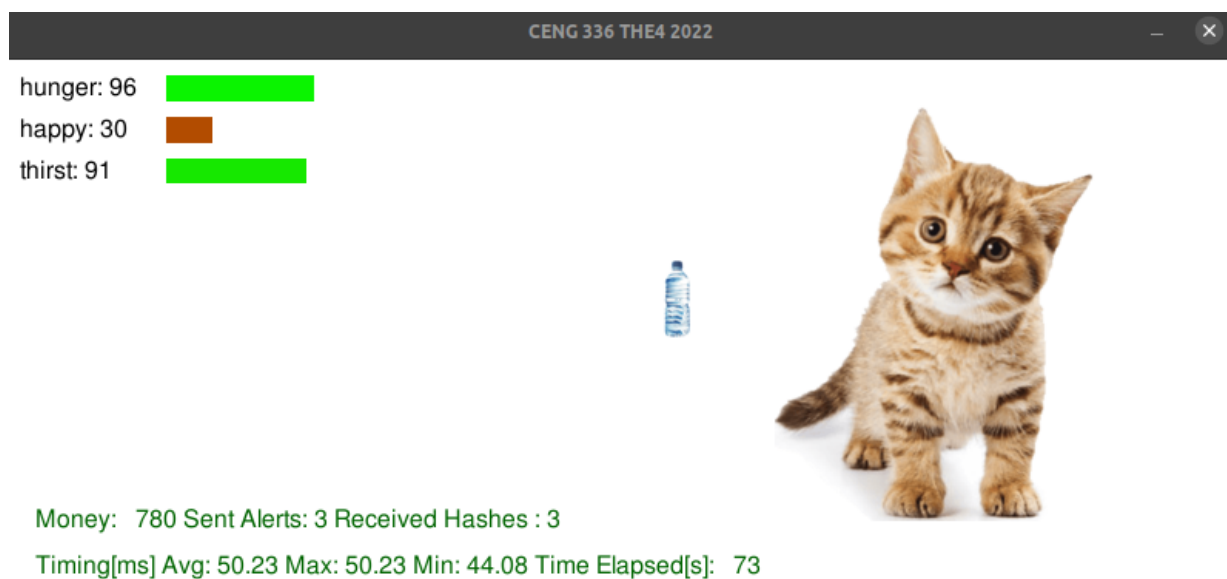 CENG 336 THE4 2022
hunger: 96
happy: 30
thirst: 91
Money: 780 Sent Alerts: 3 Received Hashes : 3
Timing[ms] Avg: 50.23 Max: 50.23 Min: 44.08 Time Elapsed[s]: 73